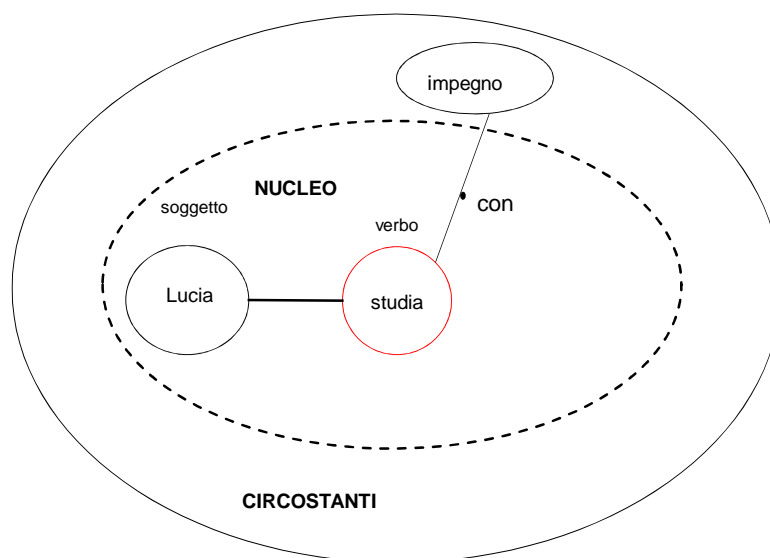 impegno
NUCLEO
soggetto
con
verbo
Lucia
studia
CIRCOSTANTI